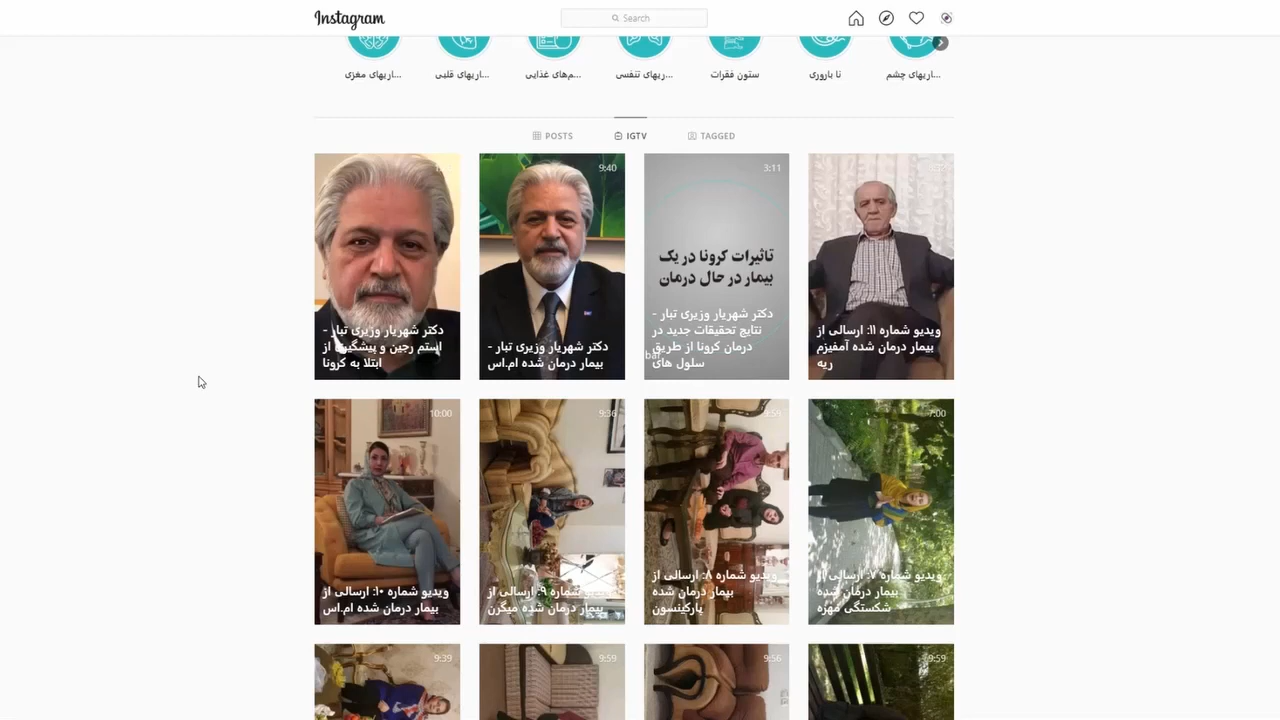 Instagram
Search
...اریهای مغزی
...اریهای قلبی
...م‌های غذایی
...ریهای تنفسی
ستون فقرات
نا باروری
...اریهای چشم
POSTS
IGTV
TAGGED
دکتر شهریار وزیری تبار -
استم رجین و پیشگیری از
ابتلا به کرونا
9:40
دکتر شهریار وزیری تبار -
بیمار درمان شده ام.اس
3:11
تاثیرات کرونا در یک
بیمار در حال درمان
دکتر شهریار وزیری تبار -
نتایج تحقیقات جدید در
درمان کرونا از طریق
سلول های
bar
ویدیو شماره ۱۱: ارسالی از
بیمار درمان شده آمفیزم
ریه
10:00
ویدیو شماره ۱۰: ارسالی از
بیمار درمان شده ام.اس
9:36
ویدیو شماره ۹: ارسالی از
بیمار درمان شده میگرن
9:59
ویدیو شماره ۸: ارسالی از
بیمار درمان شده
پارکینسون
7:00
ویدیو شماره ۷: ارسالی از
بیمار درمان شده
شکستگی مهره
9:39
9:59
9:56
9:59